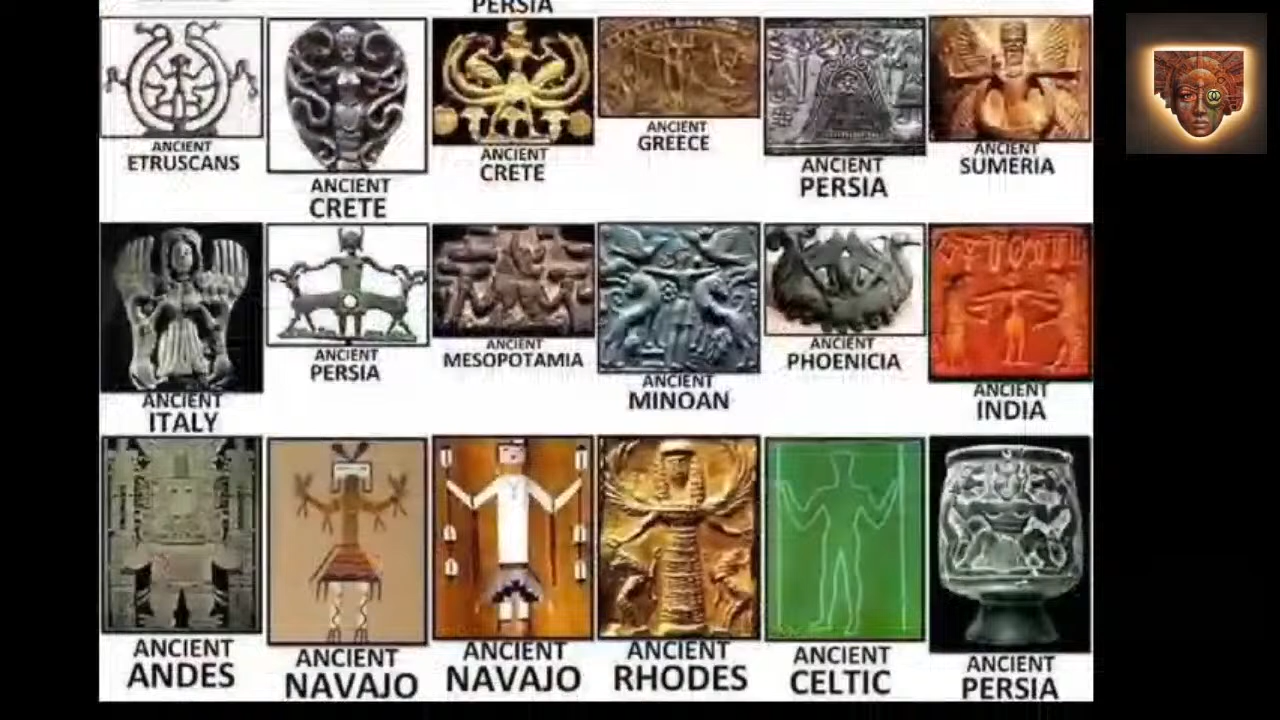 PERSIA
ANCIENT
ETRUSCANS
ANCIENT
CRETE
ANCIENT
CRETE
ANCIENT
GREECE
ANCIENT
PERSIA
ANCIENT
SUMERIA
ANCIENT
ITALY
ANCIENT
PERSIA
ANCIENT
MESOPOTAMIA
ANCIENT
MINOAN
ANCIENT
PHOENICIA
ANCIENT
INDIA
ANCIENT
ANDES
ANCIENT
NAVAJO
ANCIENT
NAVAJO
ANCIENT
RHODES
ANCIENT
CELTIC
ANCIENT
PERSIA